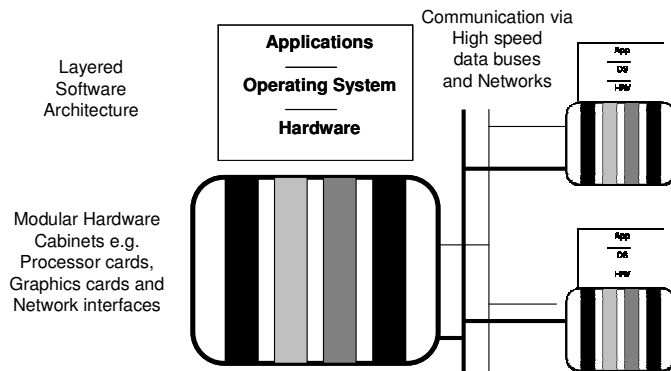 Layered
Software
Architecture
Applications
Operating System
Hardware
Communication via
High speed
data buses
and Networks
App
OS
HW
Modular Hardware
Cabinets e.g.
Processor cards,
Graphics cards and
Network interfaces
App
OS
HW